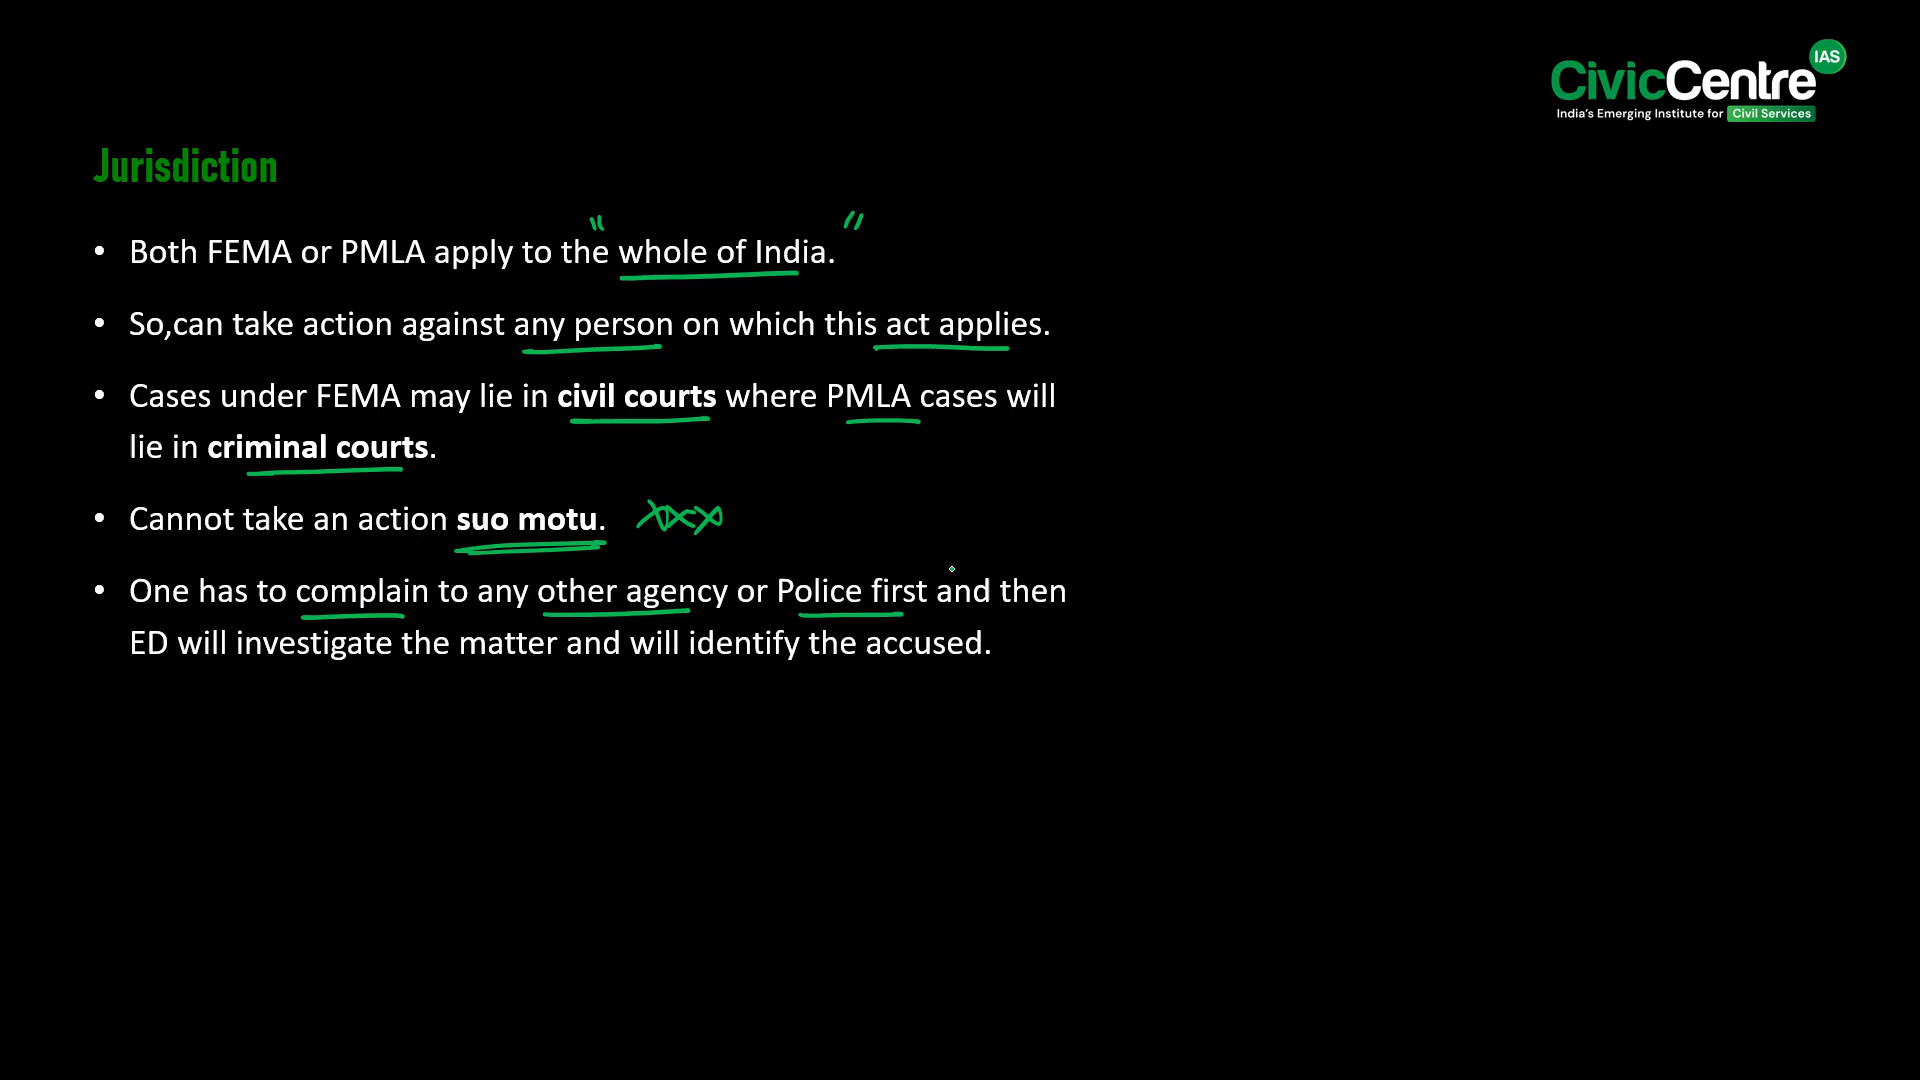 IAS
CivicCentre
India's Emerging Institute for Civil Services
Jurisdiction
" "
• Both FEMA or PMLA apply to the whole of India.
• So,can take action against any person on which this act applies.
• Cases under FEMA may lie in civil courts where PMLA cases will
lie in criminal courts.
• Cannot take an action suo motu. xxx
• One has to complain to any other agency or Police first and then
ED will investigate the matter and will identify the accused.